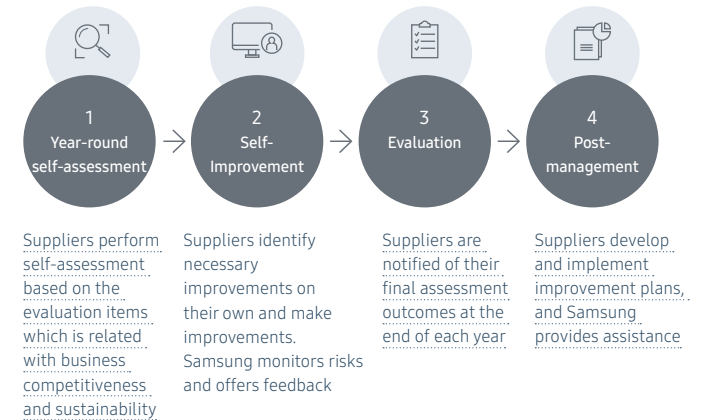 1
Year-round
self-assessment
2
Self-
Improvement
3
Evaluation
4
Post-
management
Suppliers perform
self-assessment
based on the
evaluation items
which is related
with business
competitiveness
and sustainability
Suppliers identify
necessary
improvements on
their own and make
improvements.
Samsung monitors risks
and offers feedback
Suppliers are
notified of their
final assessment
outcomes at the
end of each year
Suppliers develop
and implement
improvement plans,
and Samsung
provides assistance